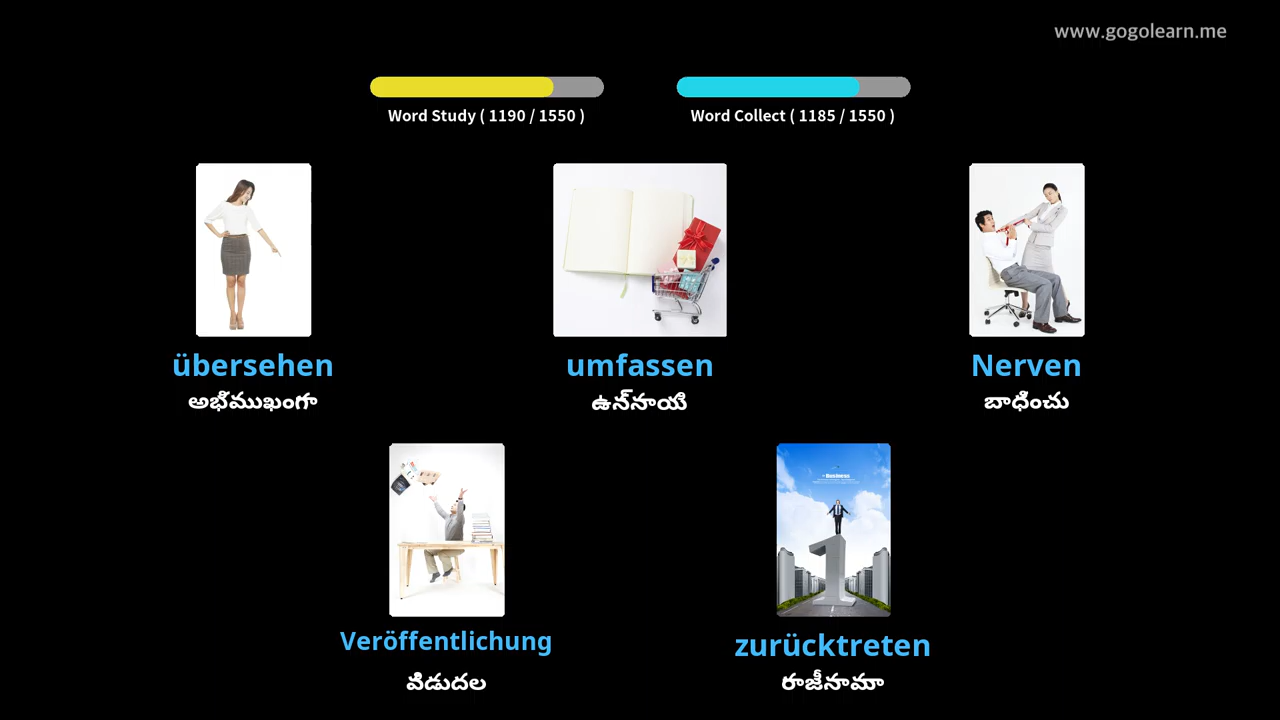 www.gogolearn.me
Word Study ( 1190 / 1550 )
Word Collect ( 1185 / 1550 )
übersehen
umfassen
Nerven
అభిముఖంగా
ఉన్నాయి
బాధించు
Business
Veröffentlichung
zurücktreten
విడుదల
రాజీనామా